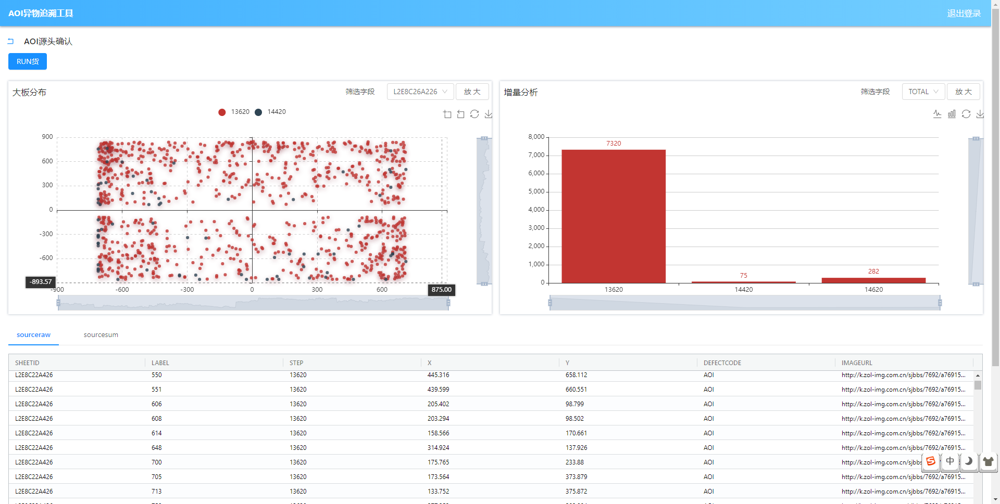 AOI异物追溯工具
退出登录
AOI源头确认
RUN货
大板分布
筛选字段
L2E8C26A226
放 大
13620
14420
900
600
300
0
-300
-600
-893.57
-900
-600
-300
0
300
600
875.00
增量分析
筛选字段
TOTAL
放 大
8,000
7,000
6,000
5,000
4,000
3,000
2,000
1,000
0
7320
75
282
13620
14420
14620
sourceraw
sourcesum
SHEETID LABEL STEP X Y DEFECTCODE IMAGEURL
L2E8C22A426 550 13620 445.316 658.112 AOI http://k.zol-img.com.cn/sjbbs/7692/a76915...
L2E8C22A426 551 13620 439.599 660.551 AOI http://k.zol-img.com.cn/sjbbs/7692/a76915...
L2E8C22A426 606 13620 205.402 98.799 AOI http://k.zol-img.com.cn/sjbbs/7692/a76915...
L2E8C22A426 608 13620 203.294 98.502 AOI http://k.zol-img.com.cn/sjbbs/7692/a76915...
L2E8C22A426 614 13620 158.566 170.661 AOI http://k.zol-img.com.cn/sjbbs/7692/a76915...
L2E8C22A426 648 13620 314.924 137.926 AOI http://k.zol-img.com.cn/sjbbs/7692/a76915...
L2E8C22A426 700 13620 175.765 233.88 AOI http://k.zol-img.com.cn/sjbbs
L2E8C22A426 705 13620 173.564 373.879 AOI http://k.zol-img.com.cn/sjbbs/7692/a76915...
L2E8C22A426 713 13620 133.752 375.872 AOI http://k.zol-img.com.cn/sjbbs/7692/a76915...
中